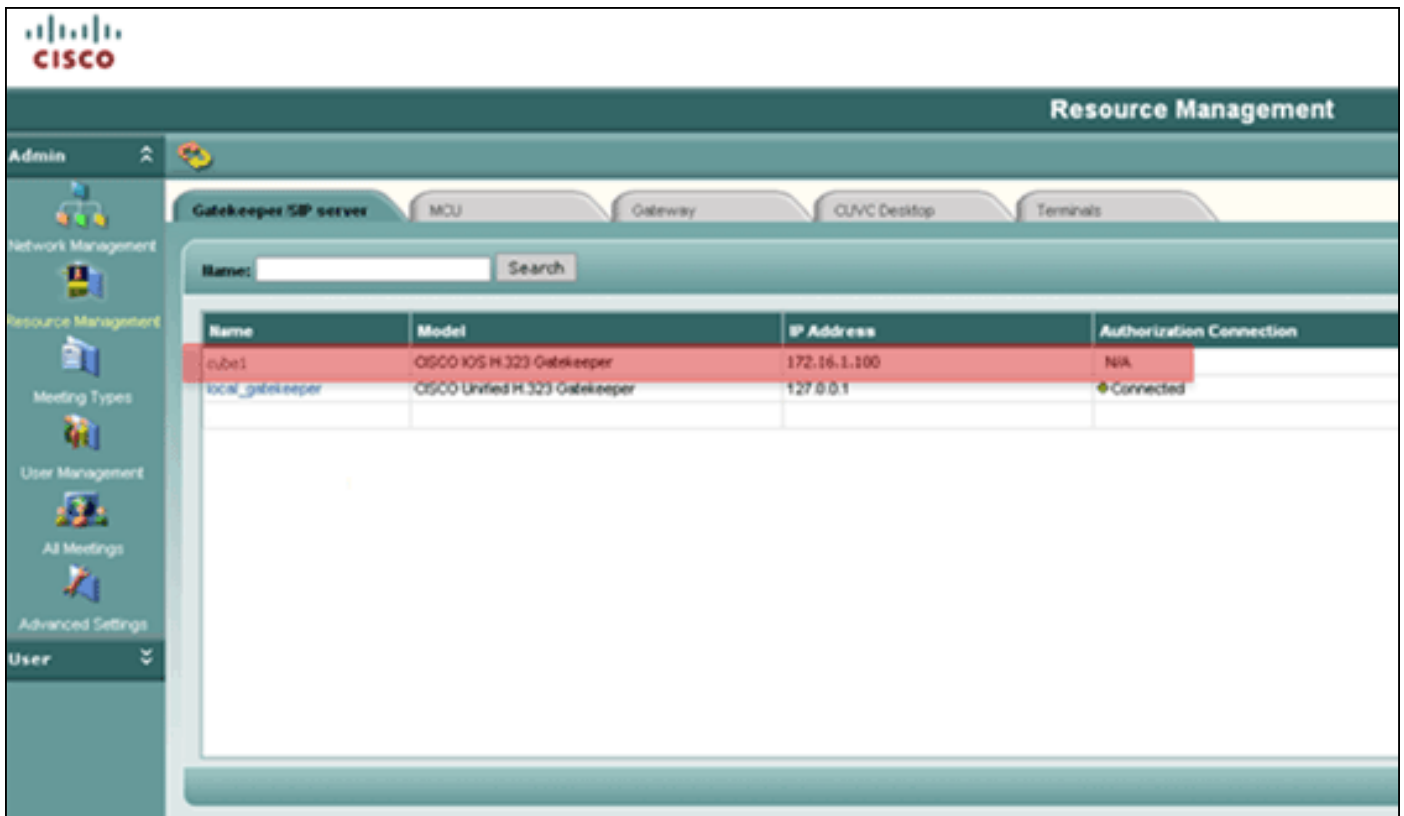 CISCO
Resource Management
Admin
Gatekeeper/SIP server MCU Gateway CUVC Desktop Terminals
Network Management
Name: Search
Resource Management
Name Model IP Address Authorization Connection
cube1 CISCO IOS H.323 Gatekeeper 172.16.1.100 N/A
local_gatekeeper CISCO Unified H.323 Gatekeeper 127.0.0.1 Connected
Meeting Types
User Management
All Meetings
Advanced Settings
User